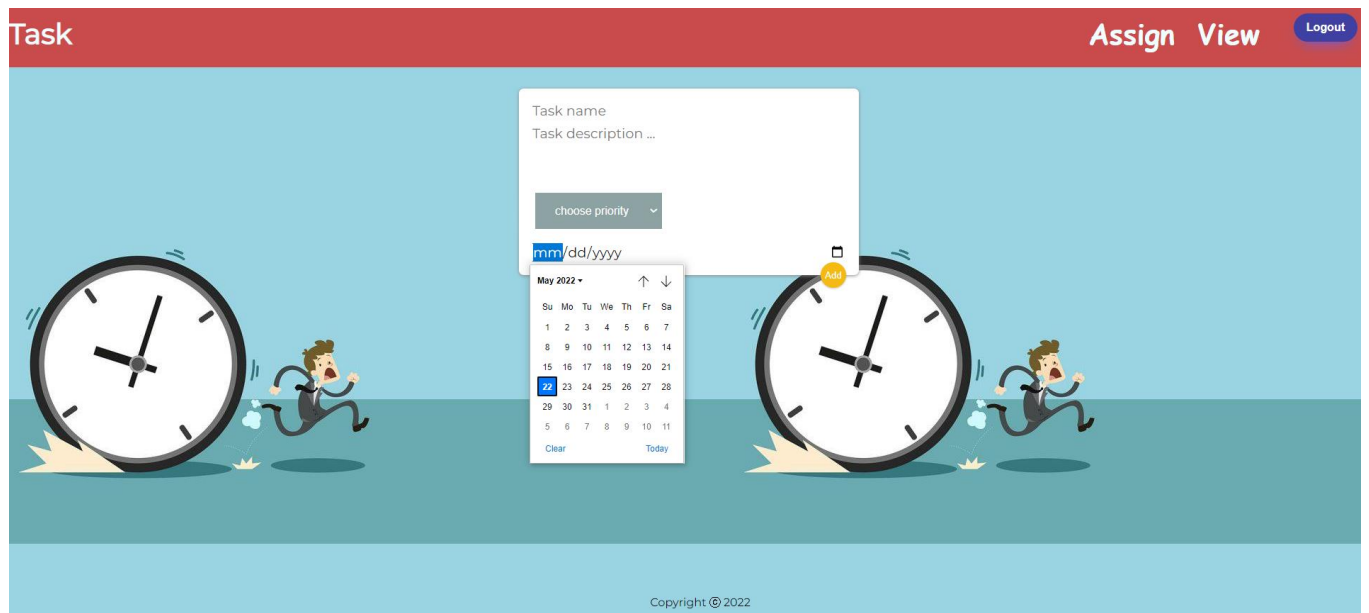 Task Assign View Logout
Task name
Task description ...
choose priority
mm/dd/yyyy
Add
May 2022
Su Mo Tu We Th Fr Sa
1 2 3 4 5 6 7
8 9 10 11 12 13 14
15 16 17 18 19 20 21
22 23 24 25 26 27 28
29 30 31 1 2 3 4
5 6 7 8 9 10 11
Clear Today
Copyright © 2022